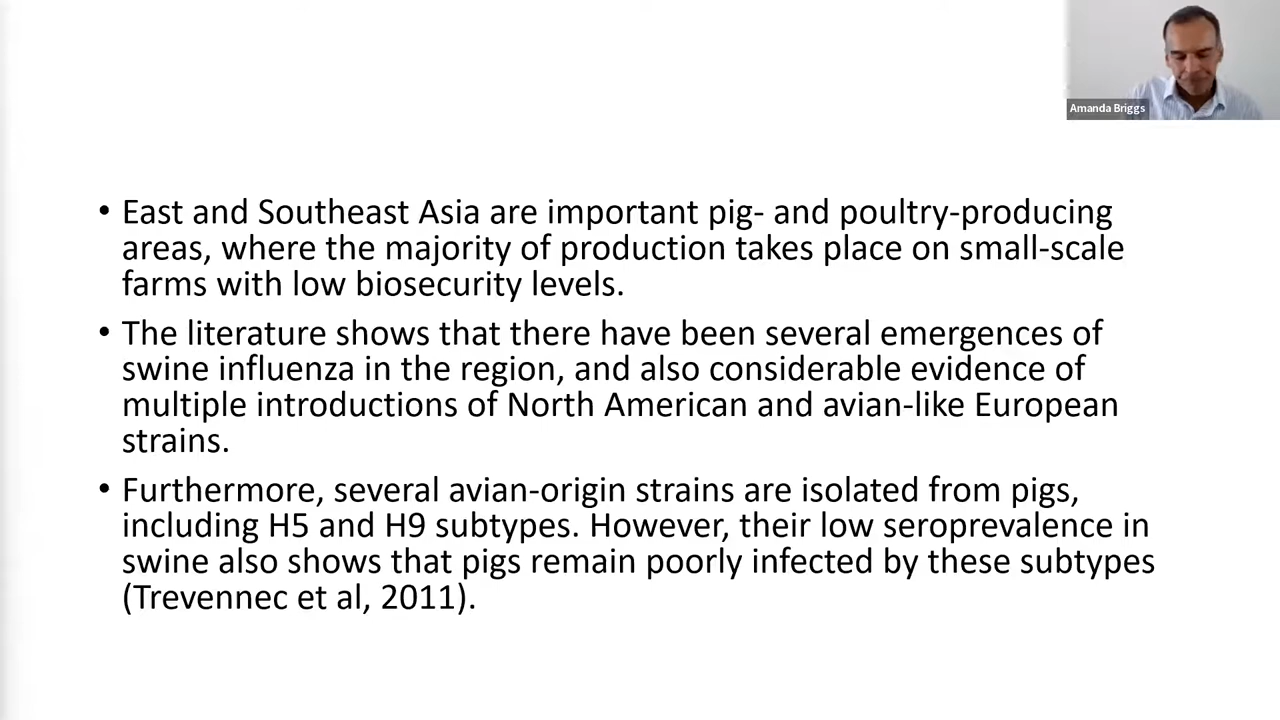 Amanda Briggs
• East and Southeast Asia are important pig- and poultry-producing
areas, where the majority of production takes place on small-scale
farms with low biosecurity levels.
• The literature shows that there have been several emergences of
swine influenza in the region, and also considerable evidence of
multiple introductions of North American and avian-like European
strains.
• Furthermore, several avian-origin strains are isolated from pigs,
including H5 and H9 subtypes. However, their low seroprevalence in
swine also shows that pigs remain poorly infected by these subtypes
(Trevennec et al, 2011).